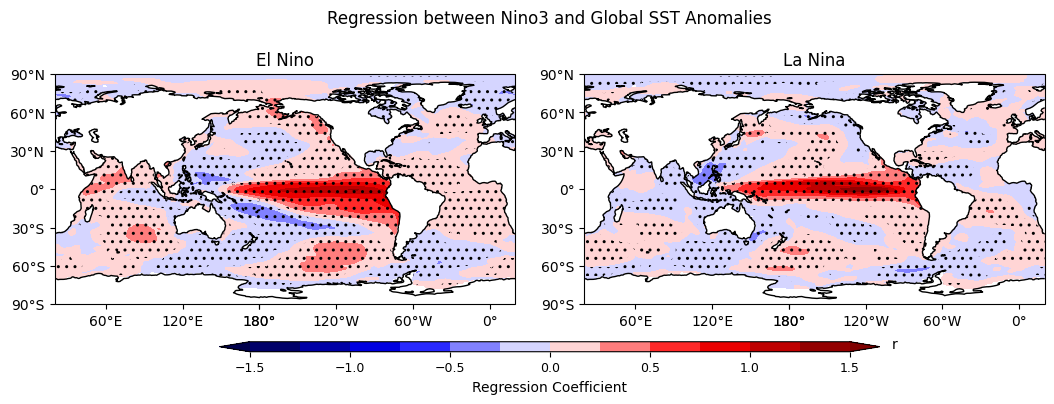 Regression between Nino3 and Global SST Anomalies
El Nino
La Nina
90°N
60°N
30°N
0°
30°S
60°S
90°S
60°E 120°E 180° 120°W 60°W 0°
90°N
60°N
30°N
0°
30°S
60°S
90°S
60°E 120°E 180° 120°W 60°W 0°
−1.5 −1.0 −0.5 0.0 0.5 1.0 1.5
r
Regression Coefficient